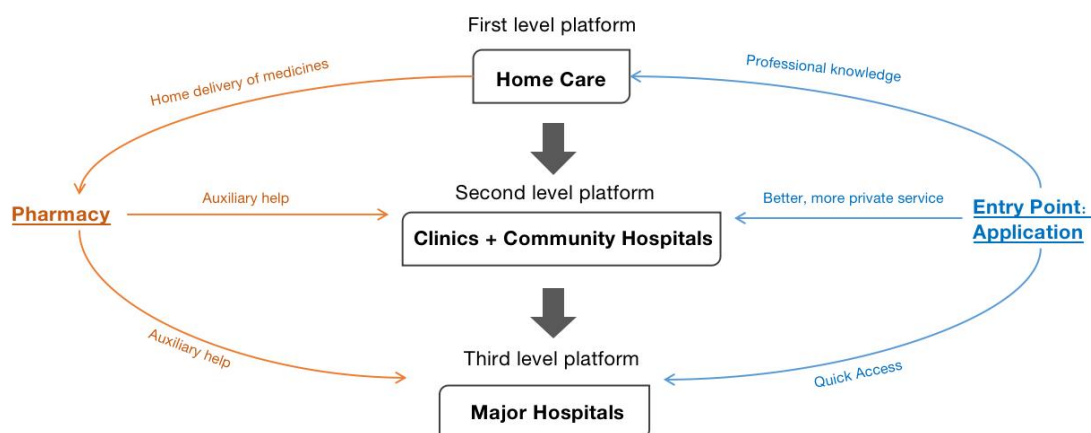 First level platform
Home Care
Home delivery of medicines
Professional knowledge
Second level platform
Pharmacy
Auxiliary help
Clinics + Community Hospitals
Better, more private service
Entry Point:
Application
Third level platform
Auxiliary help
Quick Access
Major Hospitals